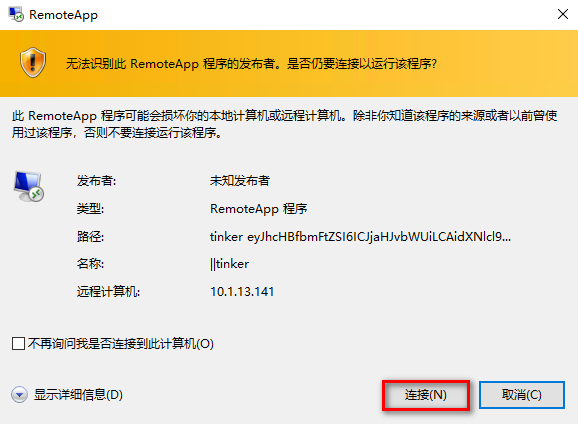 RemoteApp
无法识别此 RemoteApp 程序的发布者。是否仍要连接以运行该程序?
此 RemoteApp 程序可能会损坏你的本地计算机或远程计算机。除非你知道该程序的来源或者以前曾使
用过该程序，否则不要连接运行该程序。
发布者: 未知发布者
类型: RemoteApp 程序
路径: tinker eyJhcHBfbmFtZSI6ICJjaHJvbWUiLCAidXNlcl9...
名称: ||tinker
远程计算机: 10.1.13.141
不再询问我是否连接到此计算机(O)
显示详细信息(D) 连接(N) 取消(C)